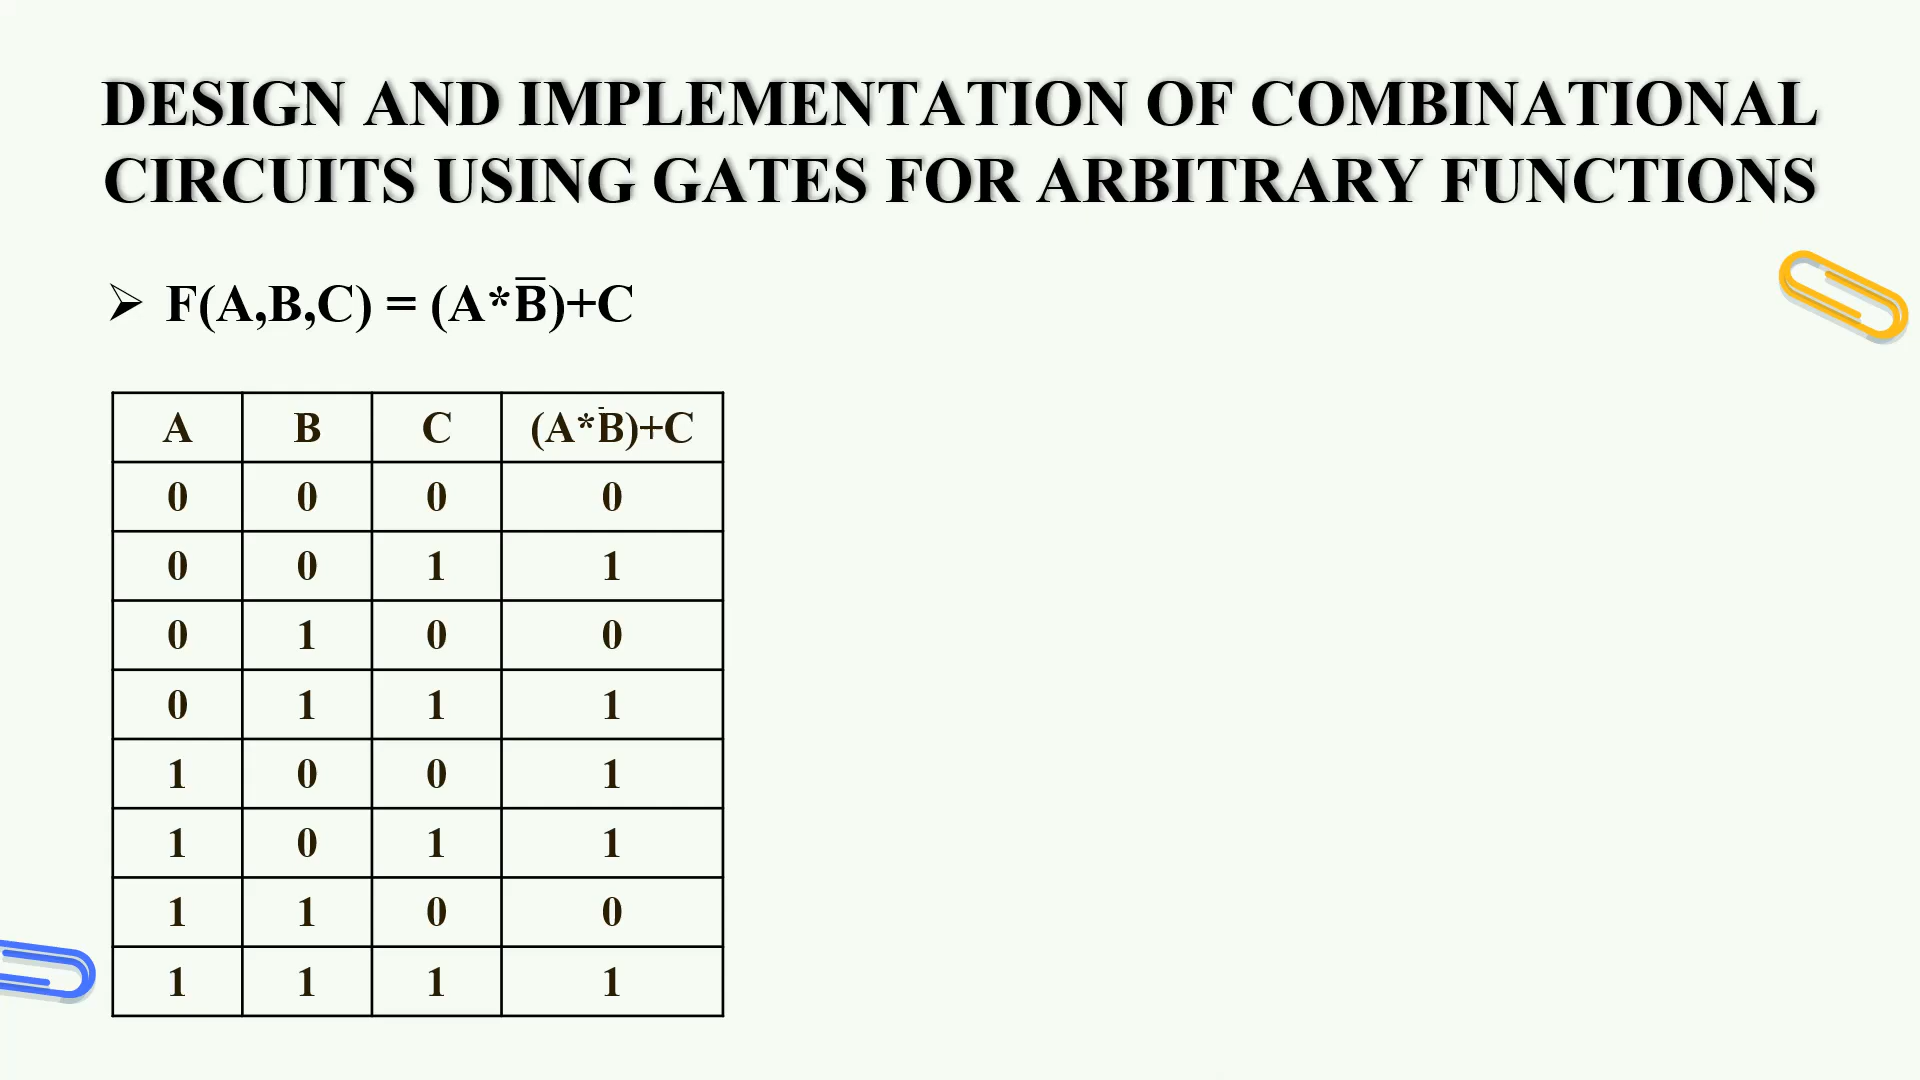 DESIGN AND IMPLEMENTATION OF COMBINATIONAL
CIRCUITS USING GATES FOR ARBITRARY FUNCTIONS
➢ F(A,B,C) = (A*B̅)+C
A B C (A*B̄)+C
0 0 0 0
0 0 1 1
0 1 0 0
0 1 1 1
1 0 0 1
1 0 1 1
1 1 0 0
1 1 1 1